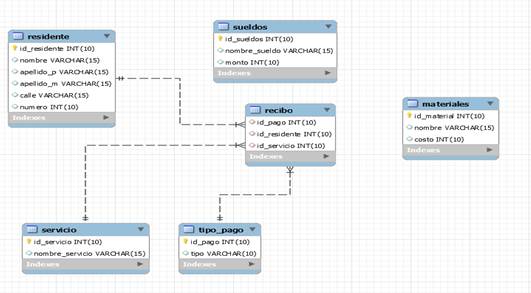 residente
id_residente INT(10)
nombre VARCHAR(15)
apellido_p VARCHAR(15)
apellido_m VARCHAR(15)
calle VARCHAR(15)
numero INT(10)
Indexes
sueldos
id_sueldos INT(10)
nombre_sueldo VARCHAR(15)
monto INT(10)
Indexes
recibo
id_pago INT(10)
id_residente INT(10)
id_servicio INT(10)
Indexes
materiales
id_material INT(10)
nombre VARCHAR(15)
costo INT(10)
Indexes
servicio
id_servicio INT(10)
nombre_servicio VARCHAR(15)
Indexes
tipo_pago
id_pago INT(10)
tipo VARCHAR(10)
Indexes